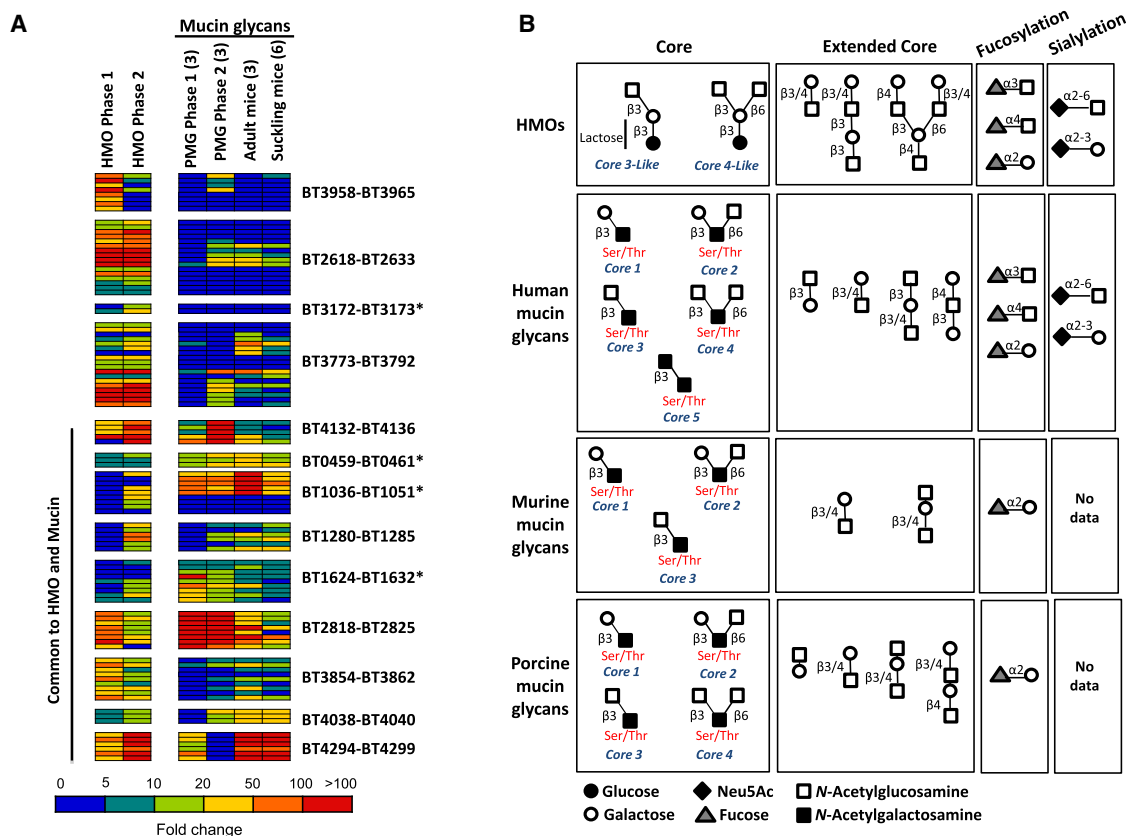 A
Mucin glycans
HMO Phase 1
HMO Phase 2
PMG Phase 1 (3)
PMG Phase 2 (3)
Adult mice (3)
Suckling mice (6)
BT3958-BT3965
BT2618-BT2633
BT3172-BT3173*
BT3773-BT3792
Common to HMO and Mucin
BT4132-BT4136
BT0459-BT0461*
BT1036-BT1051*
BT1280-BT1285
BT1624-BT1632*
BT2818-BT2825
BT3854-BT3862
BT4038-BT4040
BT4294-BT4299
0 5 10 20 50 100 >100
Fold change
B
Core
Extended Core
Fucosylation
Sialylation
HMOs
β3
β3
Lactose
Core 3-Like
β3 β6
β3
Core 4-Like
β3/4
β3/4
β3
β3
β4 β3/4
β3 β6
β4
α3
α4
α2
α2-6
α2-3
Human
mucin
glycans
β3
Ser/Thr
Core 1
β3 β6
Ser/Thr
Core 2
β3
Ser/Thr
Core 3
β3 β6
Ser/Thr
Core 4
β3
Ser/Thr
Core 5
β3
β3/4
β3
β3/4
β4
β3
α3
α4
α2
α2-6
α2-3
Murine
mucin
glycans
β3
Ser/Thr
Core 1
β3 β6
Ser/Thr
Core 2
β3
Ser/Thr
Core 3
β3/4
β3/4
α2
No
data
Porcine
mucin
glycans
β3
Ser/Thr
Core 1
β3 β6
Ser/Thr
Core 2
β3
Ser/Thr
Core 3
β3 β6
Ser/Thr
Core 4
β3/4
β3/4
β3/4
β4
α2
No
data
Glucose
Neu5Ac
N-Acetylglucosamine
Galactose
Fucose
N-Acetylgalactosamine